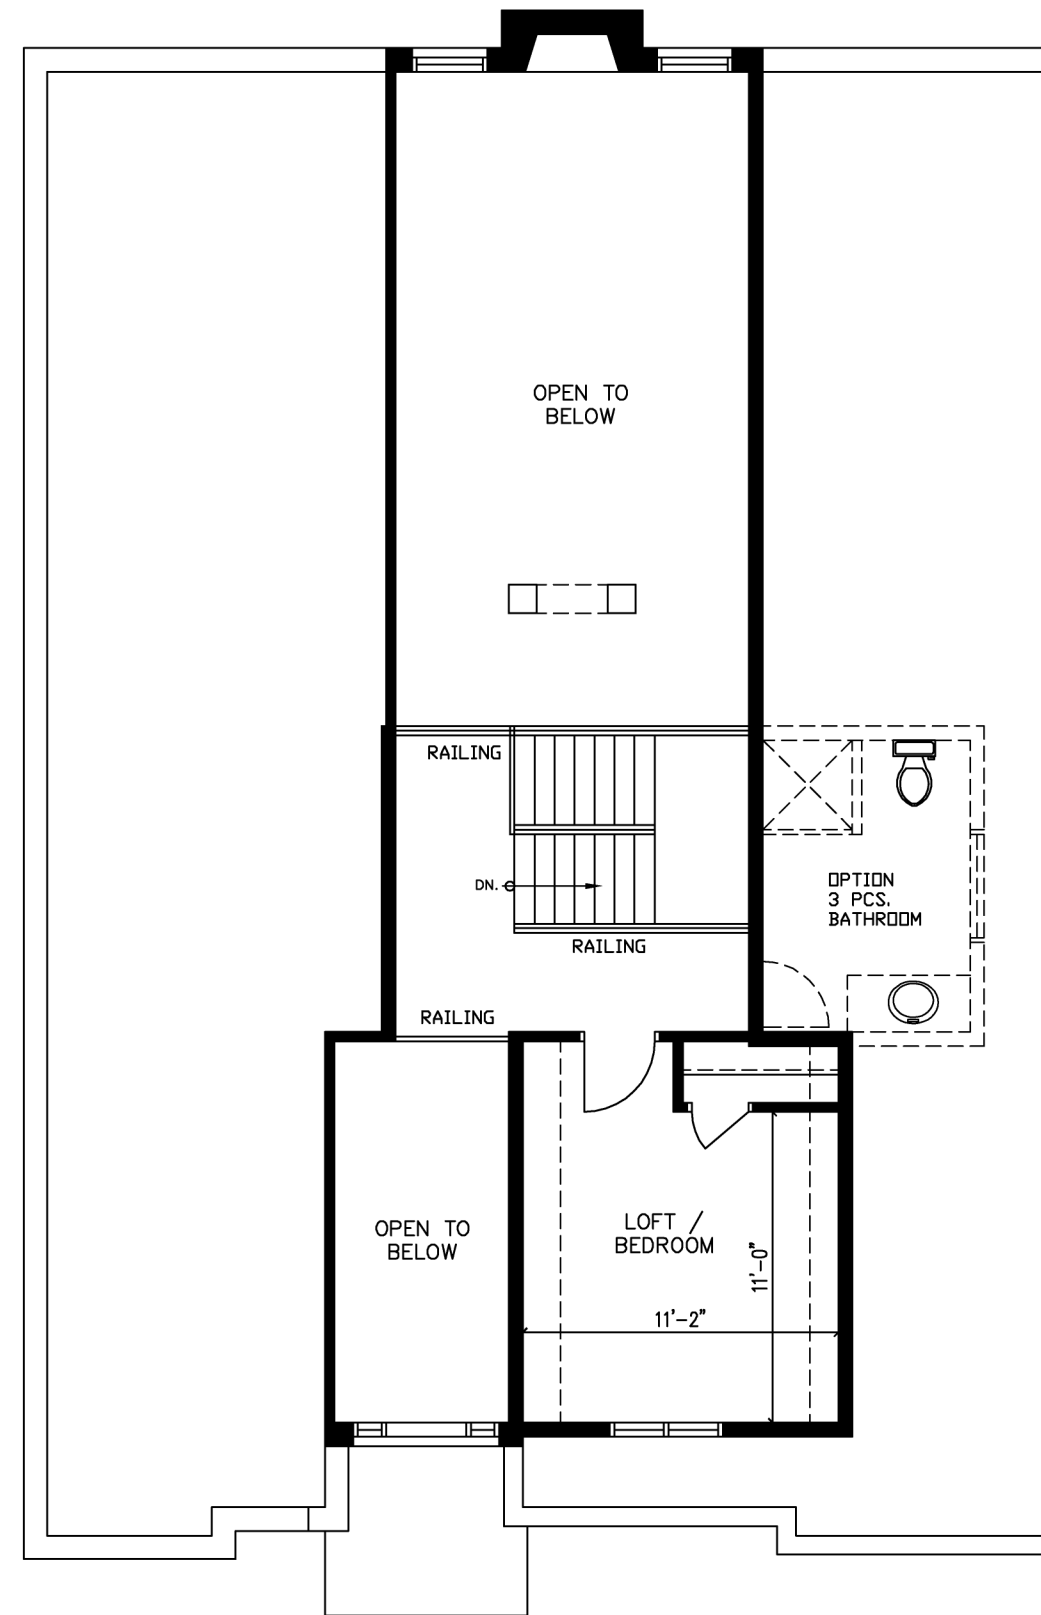 OPEN TO
BELOW
RAILING
DN.
OPTION
3 PCS.
BATHROOM
RAILING
RAILING
OPEN TO
BELOW
LOFT /
BEDROOM
11'-0"
11'-2"